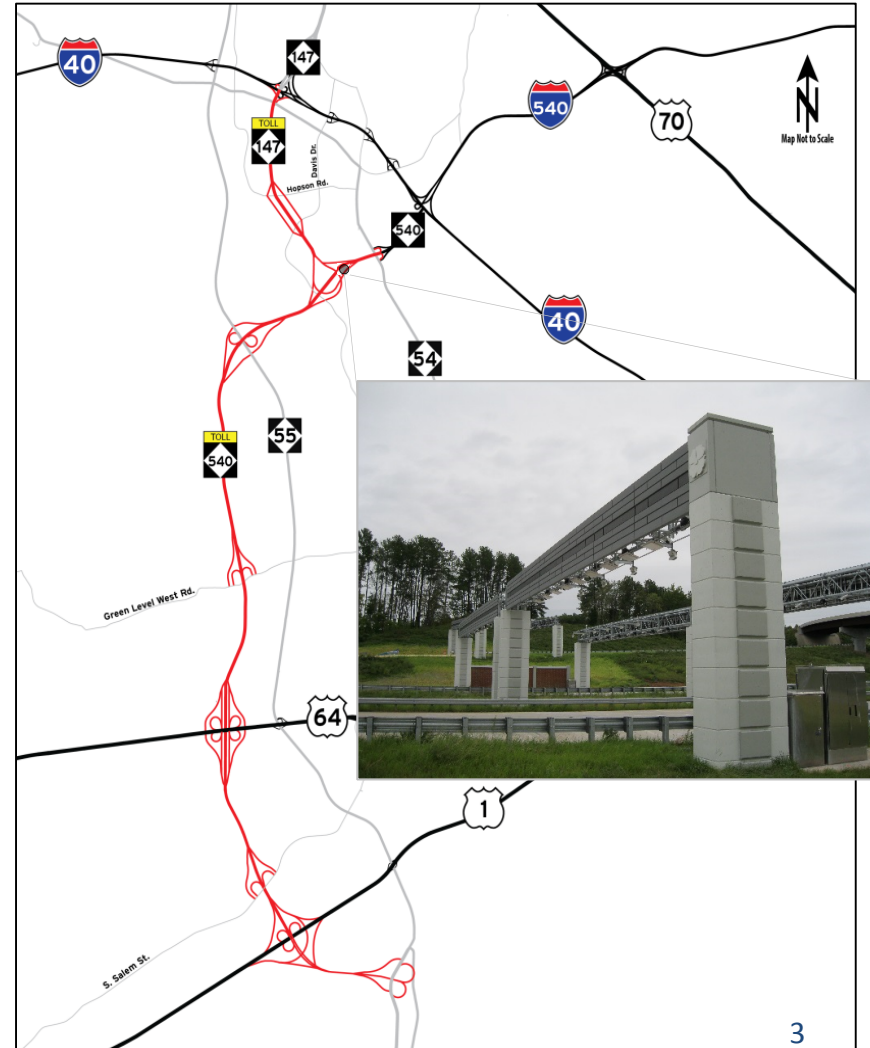 147
40
540
70
N
Map Not to Scale
TOLL
147
Davis Dr.
Hopson Rd.
540
40
54
55
TOLL
540
Green Level West Rd.
64
1
S. Salem St.
3